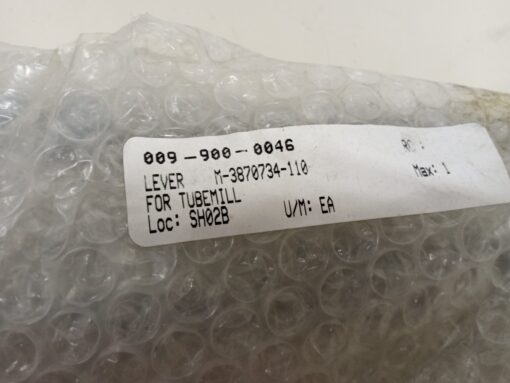 009-900-0046
LEVER M-3870734-110 Max: 1
FOR TUBEMILL
Loc: SH02B U/M: EA